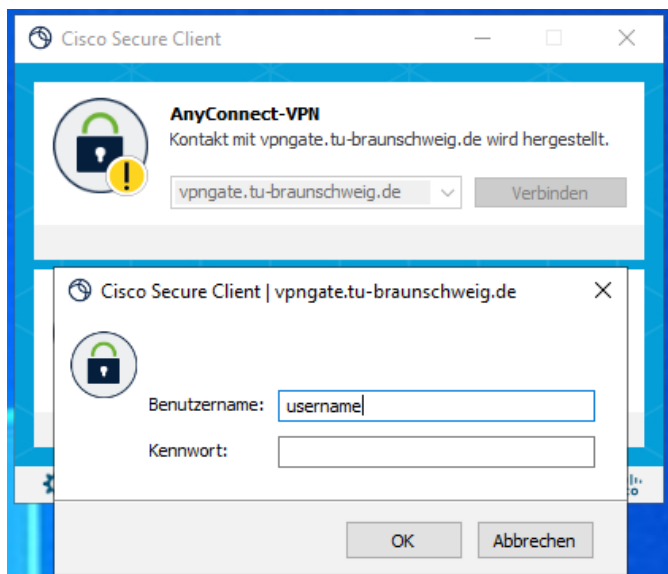 Cisco Secure Client
AnyConnect-VPN
Kontakt mit vpngate.tu-braunschweig.de wird hergestellt.
vpngate.tu-braunschweig.de
Verbinden
Cisco Secure Client | vpngate.tu-braunschweig.de
Benutzername:
username
Kennwort:
OK
Abbrechen